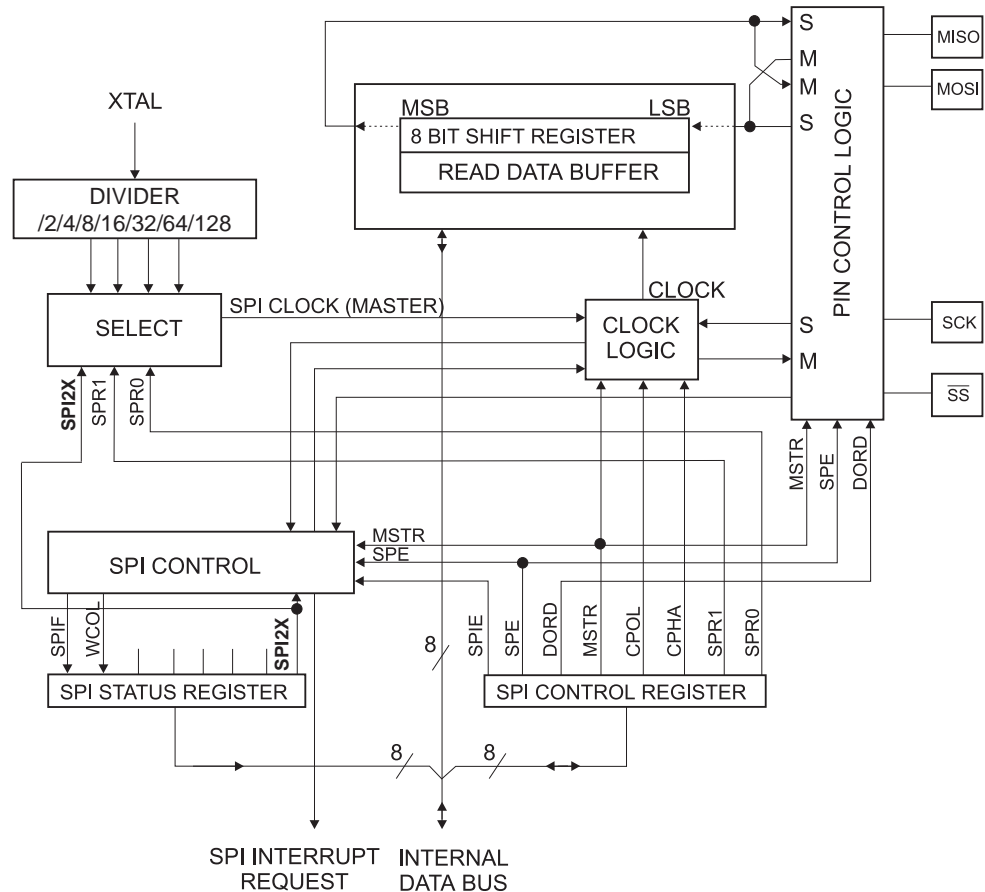 S
MISO
M
M
MOSI
S
XTAL
MSB
LSB
8 BIT SHIFT REGISTER
READ DATA BUFFER
PIN CONTROL LOGIC
DIVIDER
/2/4/8/16/32/64/128
SPI CLOCK (MASTER)
CLOCK
SELECT
CLOCK
LOGIC
S
M
SCK
SS
SPI2X
SPR1
SPR0
MSTR
SPE
DORD
MSTR
SPE
SPI CONTROL
SPIF
WCOL
SPI2X
8
SPIE
SPE
DORD
MSTR
CPOL
CPHA
SPR1
SPR0
SPI STATUS REGISTER
SPI CONTROL REGISTER
8
8
SPI INTERRUPT
REQUEST
INTERNAL
DATA BUS